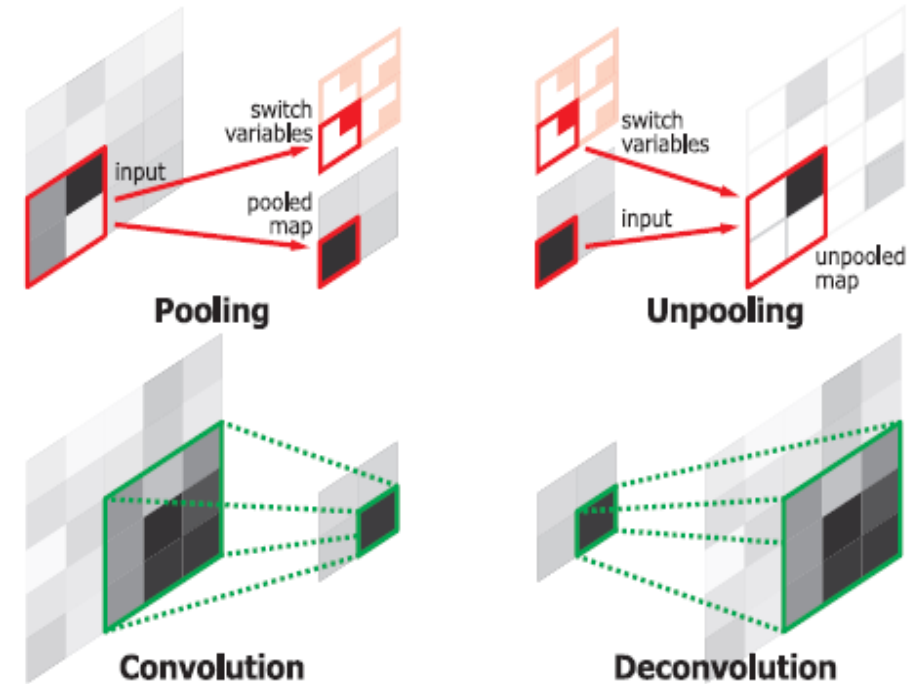 switch
variables
input
pooled
map
Pooling
switch
variables
input
unpooled
map
Unpooling
Convolution
Deconvolution